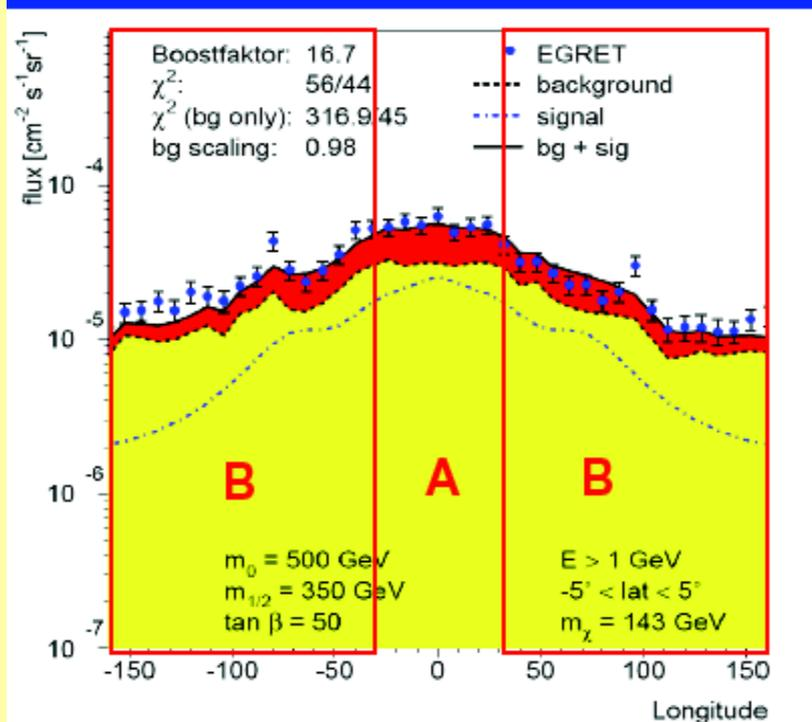 flux [cm⁻² s⁻¹sr⁻¹]
Boostfaktor: 16.7
χ²: 56/44
χ² (bg only): 316.9/45
bg scaling: 0.98
EGRET
background
signal
bg + sig
10⁻⁴
10⁻⁵
10⁻⁶
10⁻⁷
B
A
B
m₀ = 500 GeV
m₁/₂ = 350 GeV
tan β = 50
E > 1 GeV
-5° < lat < 5°
mχ = 143 GeV
-150 -100 -50 0 50 100 150
Longitude